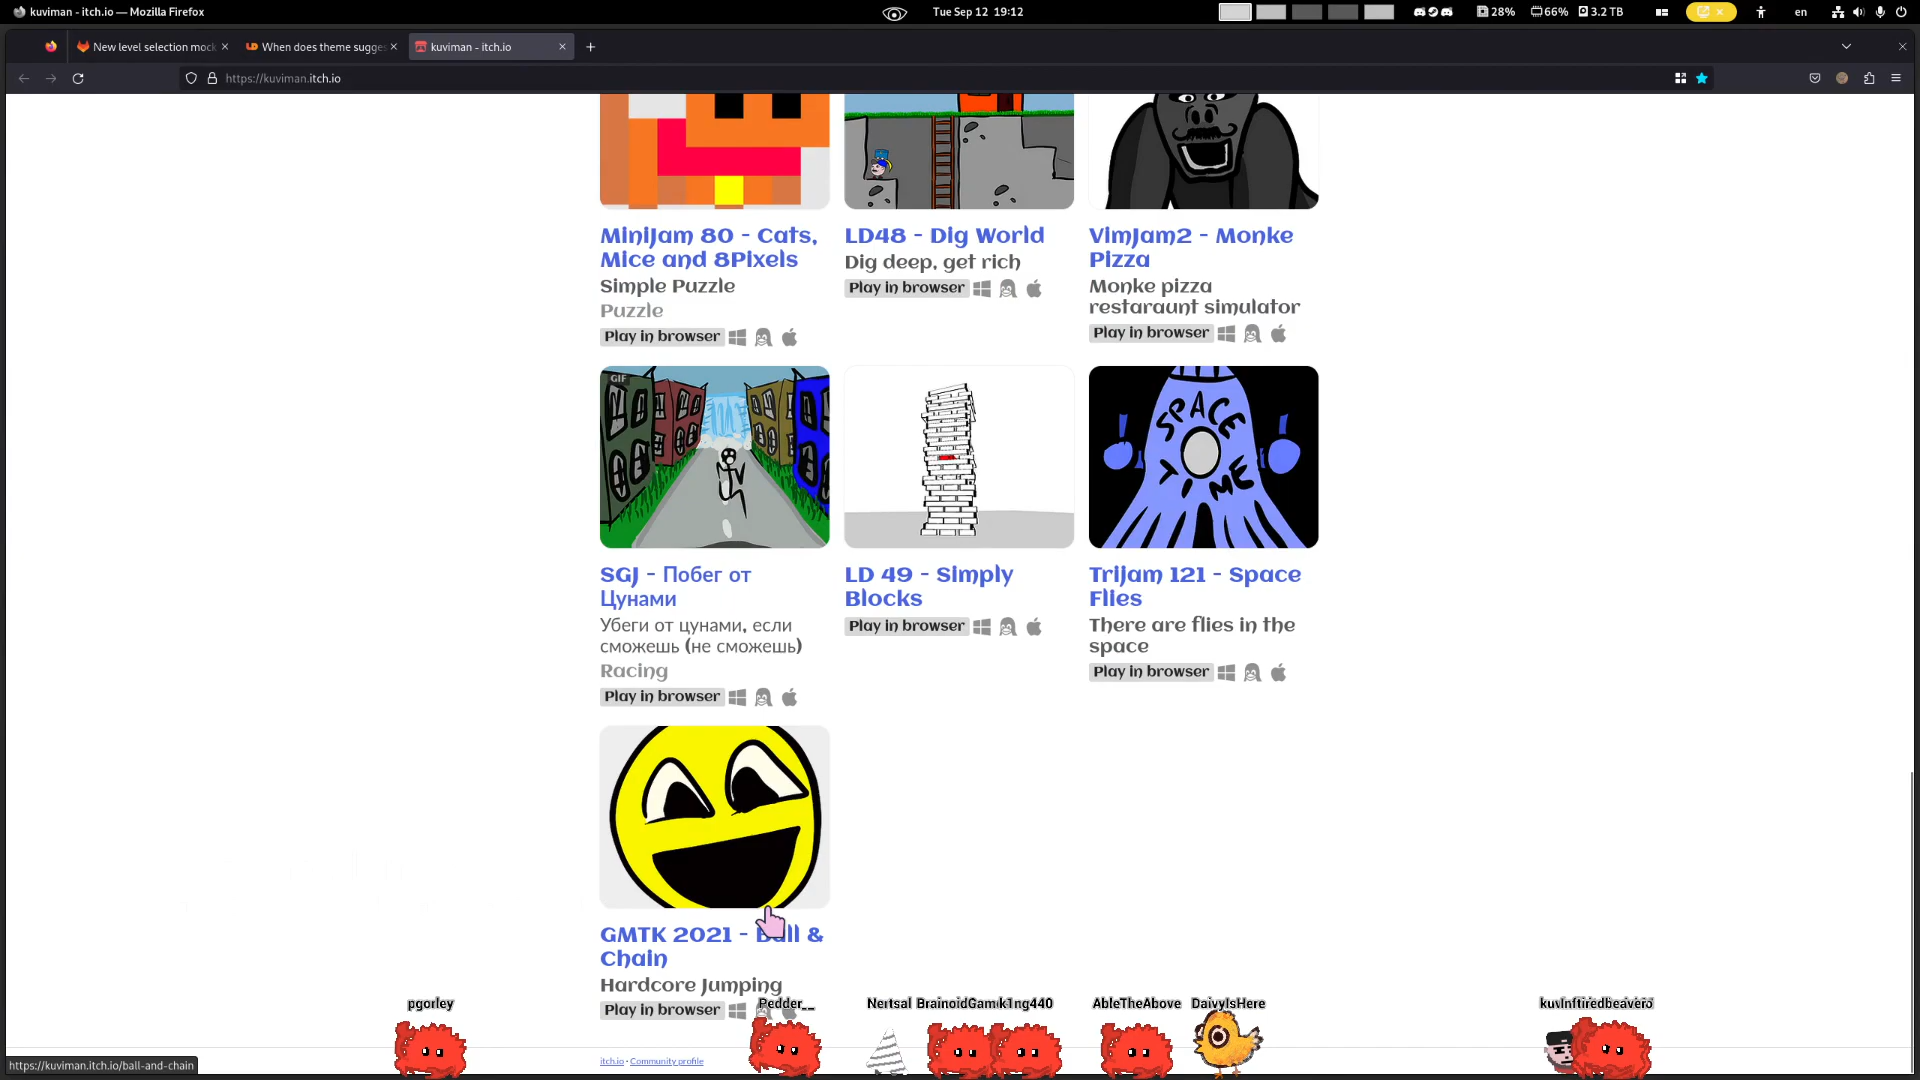 kuviman - itch.io — Mozilla Firefox
Tue Sep 12 19:12
28%
66%
3.2 TB
en
New level selection mock
When does theme sugges
kuviman - itch.io
https://kuviman.itch.io
MiniJam 80 - Cats,
Mice and 8Pixels
Simple Puzzle
Puzzle
Play in browser
LD48 - Dig World
Dig deep, get rich
Play in browser
VimJam2 - Monke
Pizza
Monke pizza
restaraunt simulator
Play in browser
GIF
SGJ - Побег от
Цунами
Убеги от цунами, если
сможешь (не сможешь)
Racing
Play in browser
LD 49 - Simply
Blocks
Play in browser
SPACE
TIME
TriJam 121 - Space
Flies
There are flies in the
space
Play in browser
GMTK 2021 - Ball &
Chain
Hardcore Jumping
Play in browser
pgorley
Pedder__
Nertsal
AbleTheAbove
DaivyIsHere
itch.io · Community profile
https://kuviman.itch.io/ball-and-chain